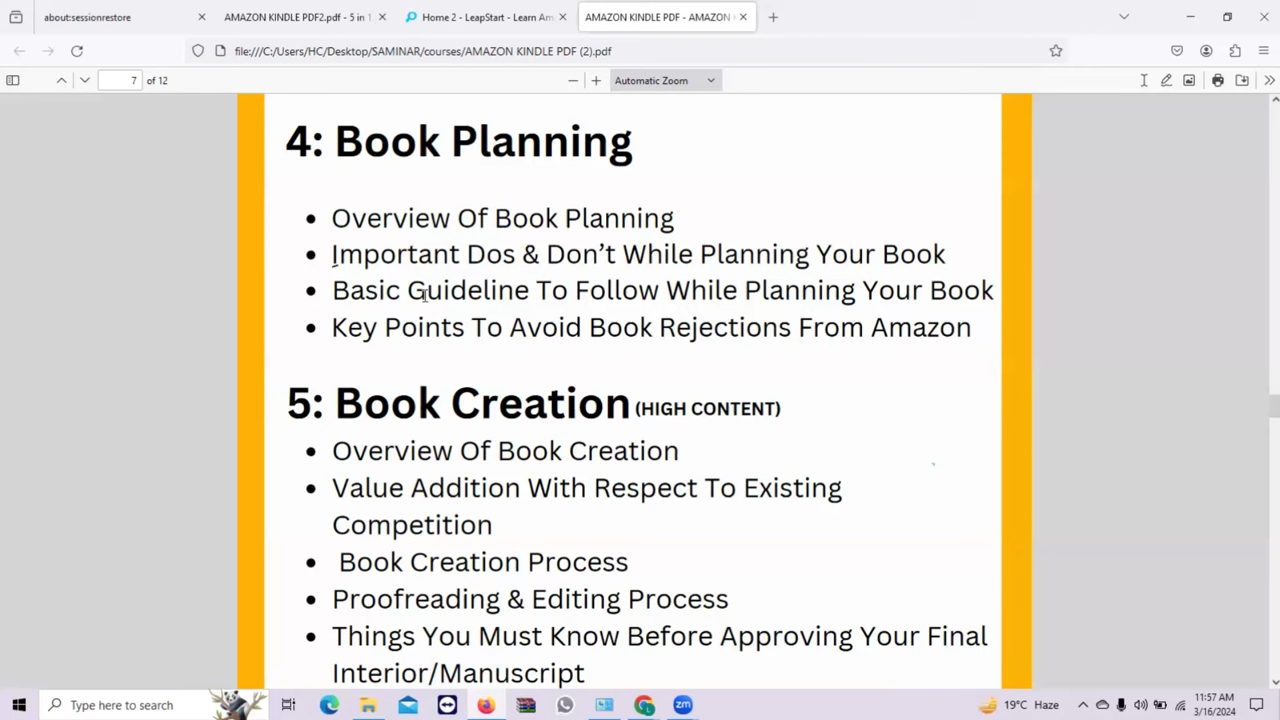 about:sessionrestore
AMAZON KINDLE PDF2.pdf - 5 in 1
Home 2 - LeapStart - Learn Am
AMAZON KINDLE PDF - AMAZON
file:///C:/Users/HC/Desktop/SAMINAR/courses/AMAZON KINDLE PDF (2).pdf
7 of 12
Automatic Zoom
4: Book Planning
• Overview Of Book Planning
• Important Dos & Don’t While Planning Your Book
• Basic Guideline To Follow While Planning Your Book
• Key Points To Avoid Book Rejections From Amazon
5: Book Creation (HIGH CONTENT)
• Overview Of Book Creation
• Value Addition With Respect To Existing
Competition
• Book Creation Process
• Proofreading & Editing Process
• Things You Must Know Before Approving Your Final
Interior/Manuscript
Type here to search
zm
19°C Haze
11:57 AM
3/16/2024